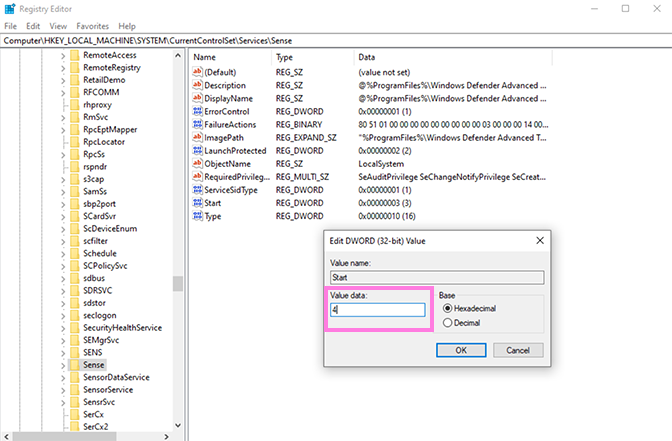 Registry Editor
File Edit View Favorites Help
Computer\HKEY_LOCAL_MACHINE\SYSTEM\CurrentControlSet\Services\Sense
RemoteAccess
RemoteRegistry
RetailDemo
RFCOMM
rhproxy
RmSvc
RpcEptMapper
RpcLocator
RpcSs
rspndr
s3cap
SamSs
sbp2port
SCardSvr
ScDeviceEnum
scfilter
Schedule
SCPolicySvc
sdbus
SDRSVC
sdstor
seclogon
SecurityHealthService
SEMgrSvc
SENS
Sense
SensorDataService
SensorService
SensrSvc
SerCx
SerCx2
Name Type Data
(Default) REG_SZ (value not set)
Description REG_SZ @%ProgramFiles%\Windows Defender Advanced ...
DisplayName REG_SZ @%ProgramFiles%\Windows Defender Advanced ...
ErrorControl REG_DWORD 0x00000001 (1)
FailureActions REG_BINARY 80 51 01 00 00 00 00 00 00 00 00 00 03 00 00 00 14 00...
ImagePath REG_EXPAND_SZ "%ProgramFiles%\Windows Defender Advanced T...
LaunchProtected REG_DWORD 0x00000002 (2)
ObjectName REG_SZ LocalSystem
RequiredPrivileg... REG_MULTI_SZ SeAuditPrivilege SeChangeNotifyPrivilege SeCreat...
ServiceSidType REG_DWORD 0x00000001 (1)
Start REG_DWORD 0x00000003 (3)
Type REG_DWORD 0x00000010 (16)
Edit DWORD (32-bit) Value
Value name:
Start
Value data:
4
Base
Hexadecimal
Decimal
OK Cancel